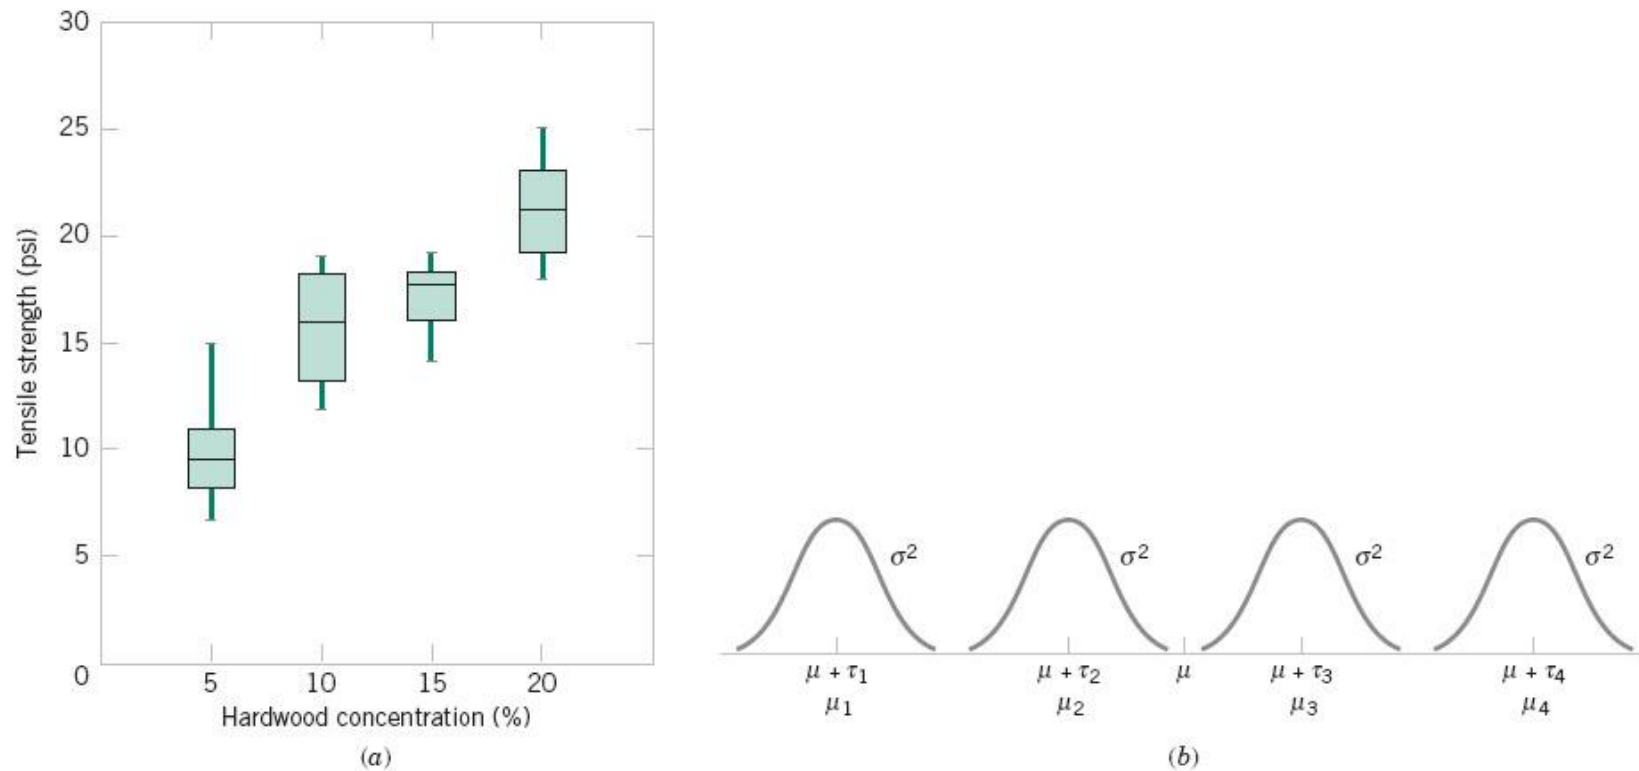 30
25
20
15
10
5
0
Tensile strength (psi)
5 10 15 20
Hardwood concentration (%)
(a)
σ² σ² σ² σ²
μ + τ₁ μ + τ₂ μ μ + τ₃ μ + τ₄
μ₁ μ₂ μ₃ μ₄
(b)